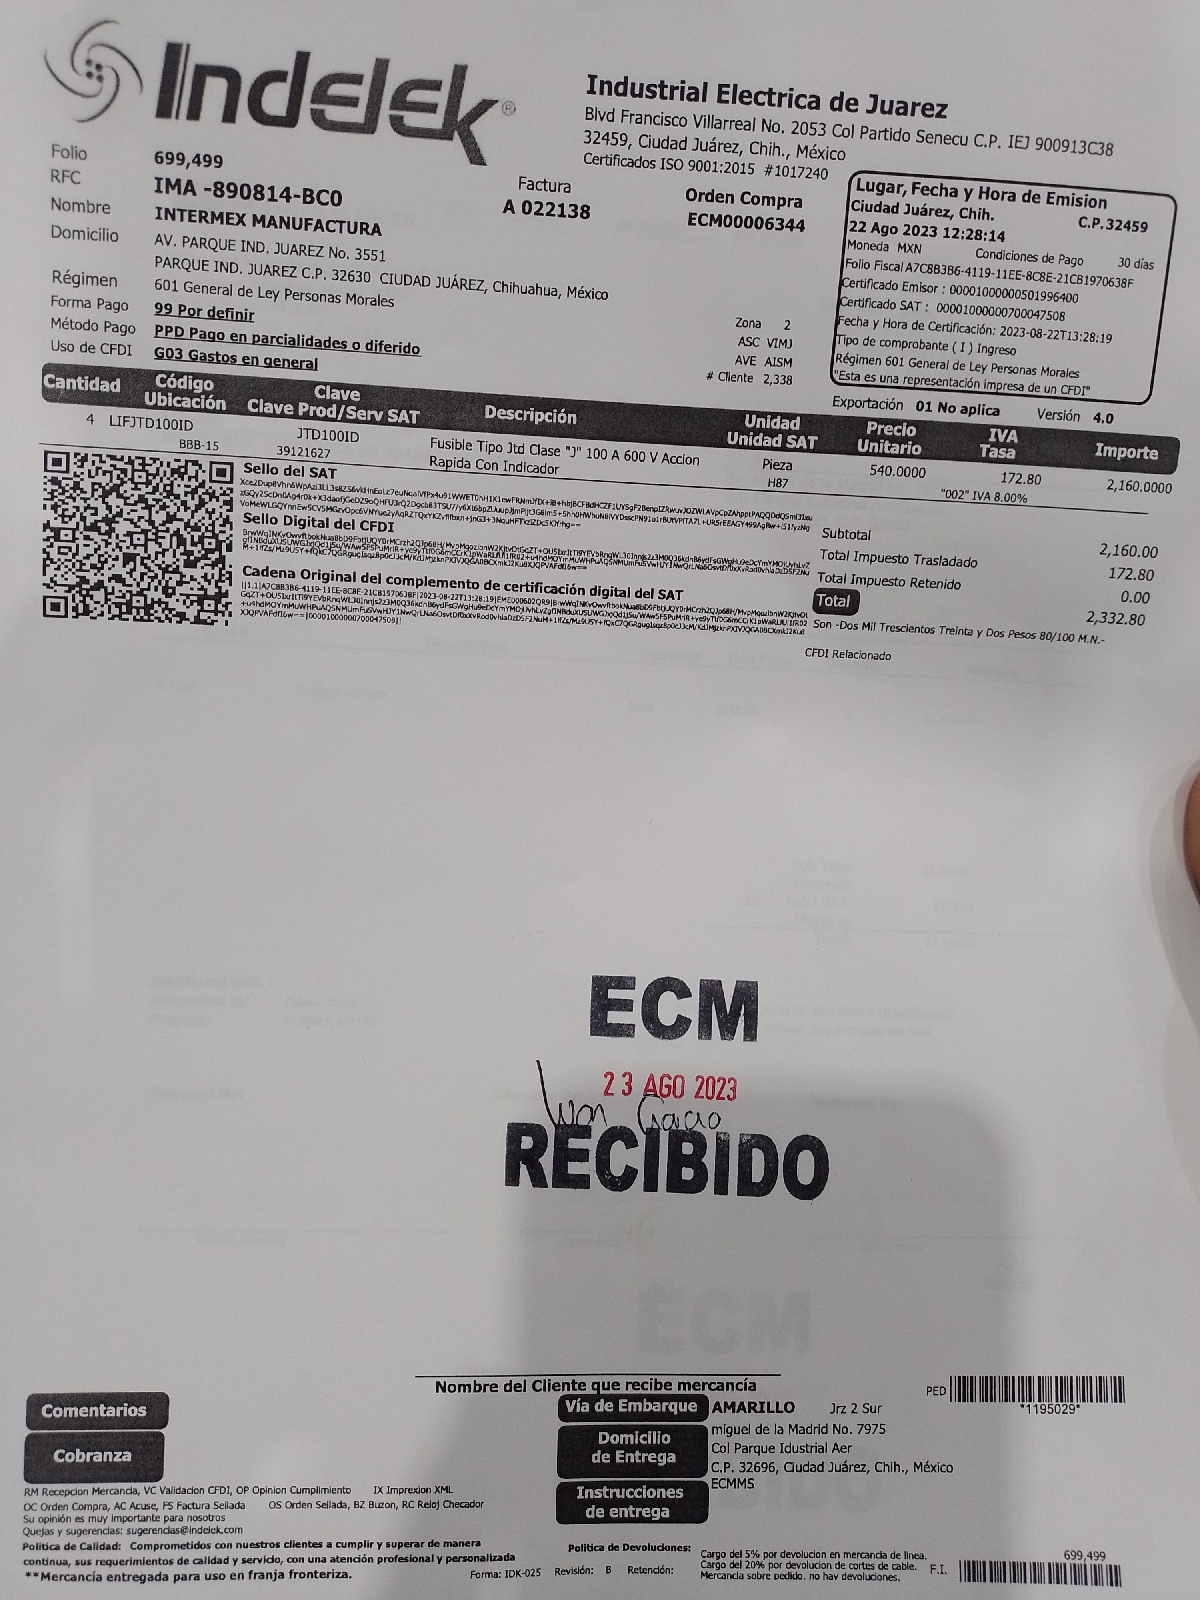 Indelek®
Industrial Electrica de Juarez
Blvd Francisco Villarreal No. 2053 Col Partido Senecu C.P. IEJ 900913C38
32459, Ciudad Juárez, Chih., México
Certificados ISO 9001:2015 #1017240
Folio 699,499
RFC IMA -890814-BC0
Nombre INTERMEX MANUFACTURA
Domicilio AV. PARQUE IND. JUAREZ No. 3551
PARQUE IND. JUAREZ C.P. 32630 CIUDAD JUÁREZ, Chihuahua, México
Régimen 601 General de Ley Personas Morales
Forma Pago 99 Por definir
Método Pago PPD Pago en parcialidades o diferido
Uso de CFDI G03 Gastos en general
Factura
A 022138
Orden Compra
ECM00006344
Zona 2
ASC VIMJ
AVE AISM
# Cliente 2,338
Lugar, Fecha y Hora de Emision
Ciudad Juárez, Chih. C.P.32459
22 Ago 2023 12:28:14
Moneda MXN Condiciones de Pago 30 días
Folio Fiscal A7C8B3B6-4119-11EE-8C8E-21CB1970638F
Certificado Emisor : 00001000000501996400
Certificado SAT : 00001000000700047508
Fecha y Hora de Certificación: 2023-08-22T13:28:19
Tipo de comprobante ( I ) Ingreso
Régimen 601 General de Ley Personas Morales
"Esta es una representación impresa de un CFDI"
Exportación 01 No aplica Versión 4.0
Cantidad Código Ubicación Clave Clave Prod/Serv SAT Descripción Unidad Unidad SAT Precio Unitario IVA Tasa Importe
4 LIFJTD100ID JTD100ID Fusible Tipo Jtd Clase "J" 100 A 600 V Accion Pieza 540.0000 172.80 2,160.0000
BBB-15 39121627 Rapida Con Indicador H87 "002" IVA 8.00%
Sello del SAT
Sello Digital del CFDI
Cadena Original del complemento de certificación digital del SAT
Subtotal 2,160.00
Total Impuesto Trasladado 172.80
Total Impuesto Retenido 0.00
Total 2,332.80
Son -Dos Mil Trescientos Treinta y Dos Pesos 80/100 M.N.-
CFDI Relacionado
ECM
23 AGO 2023
RECIBIDO
Nombre del Cliente que recibe mercancía
PED *1195029*
Comentarios
Cobranza
Vía de Embarque AMARILLO Jrz 2 Sur
Domicilio de Entrega miguel de la Madrid No. 7975
Col Parque Idustrial Aer
C.P. 32696, Ciudad Juárez, Chih., México
Instrucciones de entrega ECMMS
RM Recepcion Mercancia, VC Validacion CFDI, OP Opinion Cumplimiento IX Imprexion XML
OC Orden Compra, AC Acuse, FS Factura Sellada OS Orden Sellada, BZ Buzon, RC Reloj Checador
Su opinión es muy importante para nosotros
Quejas y sugerencias: sugerencias@indelek.com
Politica de Calidad: Comprometidos con nuestros clientes a cumplir y superar de manera
continua, sus requerimientos de calidad y servicio, con una atención profesional y personalizada
**Mercancía entregada para uso en franja fronteriza.
Forma: IDK-025 Revisión: B Retención:
Politica de Devoluciones: Cargo del 5% por devolucion en mercancia de linea.
Cargo del 20% por devolucion de cortes de cable.
Mercancia sobre pedido, no hay devoluciones.
F.I. 699,499